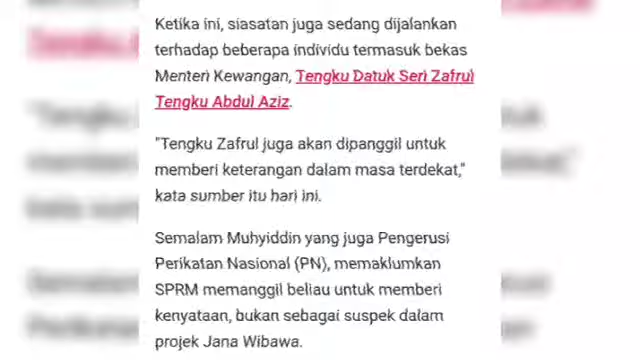 Ketika ini, siasatan juga sedang dijalankan
terhadap beberapa individu termasuk bekas
Menteri Kewangan, Tengku Datuk Seri Zafrul
Tengku Abdul Aziz.
"Tengku Zafrul juga akan dipanggil untuk
memberi keterangan dalam masa terdekat,"
kata sumber itu hari ini.
Semalam Muhyiddin yang juga Pengerusi
Perikatan Nasional (PN), memaklumkan
SPRM memanggil beliau untuk memberi
kenyataan, bukan sebagai suspek dalam
projek Jana Wibawa.